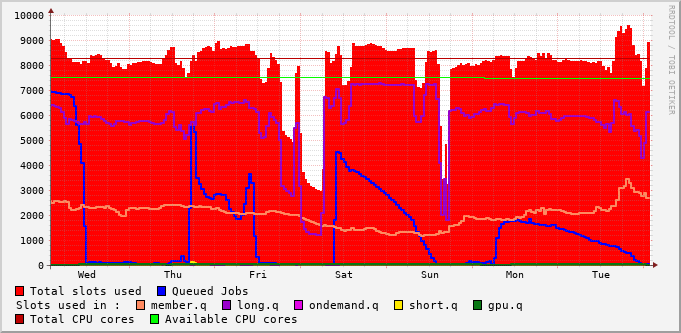 10000
9000
8000
7000
6000
5000
4000
3000
2000
1000
0
Wed Thu Fri Sat Sun Mon Tue
RRDTOOL / TOBI OETIKER
Total slots used Queued Jobs
Slots used in : member.q long.q ondemand.q short.q gpu.q
Total CPU cores Available CPU cores